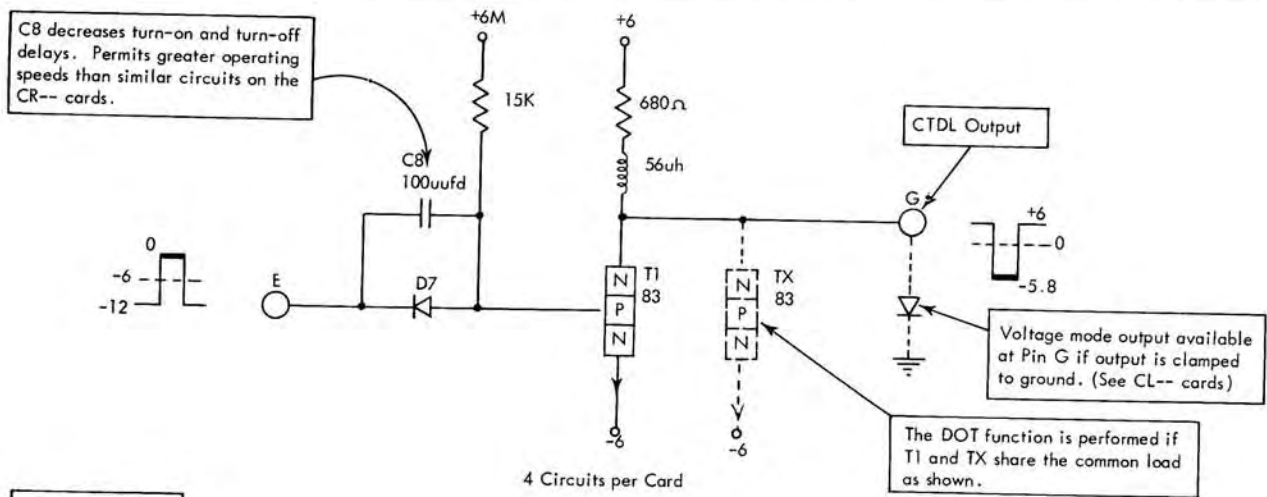 C8 decreases turn-on and turn-off
delays. Permits greater operating
speeds than similar circuits on the
CR-- cards.
+6M
15K
C8
100uufd
+6
680Ω
56uh
CTDL Output
G
+6
0
-5.8
0
-6
-12
E
D7
N
P
N
T1
83
N
P
N
TX
83
-6
-6
Voltage mode output available
at Pin G if output is clamped
to ground. (See CL-- cards)
The DOT function is performed if
T1 and TX share the common load
as shown.
4 Circuits per Card